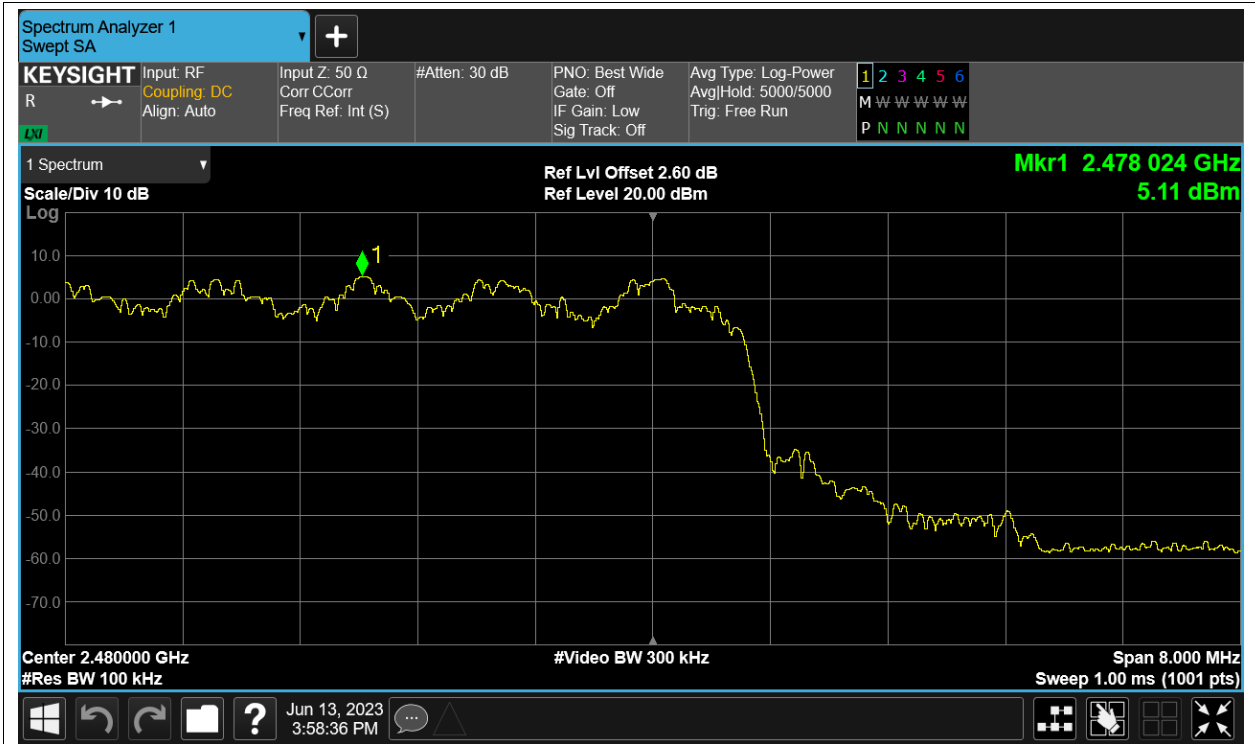 Spectrum Analyzer 1
Swept SA
KEYSIGHT
R
LXI
Input: RF
Coupling: DC
Align: Auto
Input Z: 50 Ω
Corr CCorr
Freq Ref: Int (S)
#Atten: 30 dB
PNO: Best Wide
Gate: Off
IF Gain: Low
Sig Track: Off
Avg Type: Log-Power
Avg|Hold: 5000/5000
Trig: Free Run
1 2 3 4 5 6
M W W W W W
P N N N N N
1 Spectrum
Scale/Div 10 dB
Log
Ref Lvl Offset 2.60 dB
Ref Level 20.00 dBm
Mkr1 2.478 024 GHz
5.11 dBm
1
10.0
0.00
-10.0
-20.0
-30.0
-40.0
-50.0
-60.0
-70.0
Center 2.480000 GHz
#Res BW 100 kHz
#Video BW 300 kHz
Span 8.000 MHz
Sweep 1.00 ms (1001 pts)
?
Jun 13, 2023
3:58:36 PM